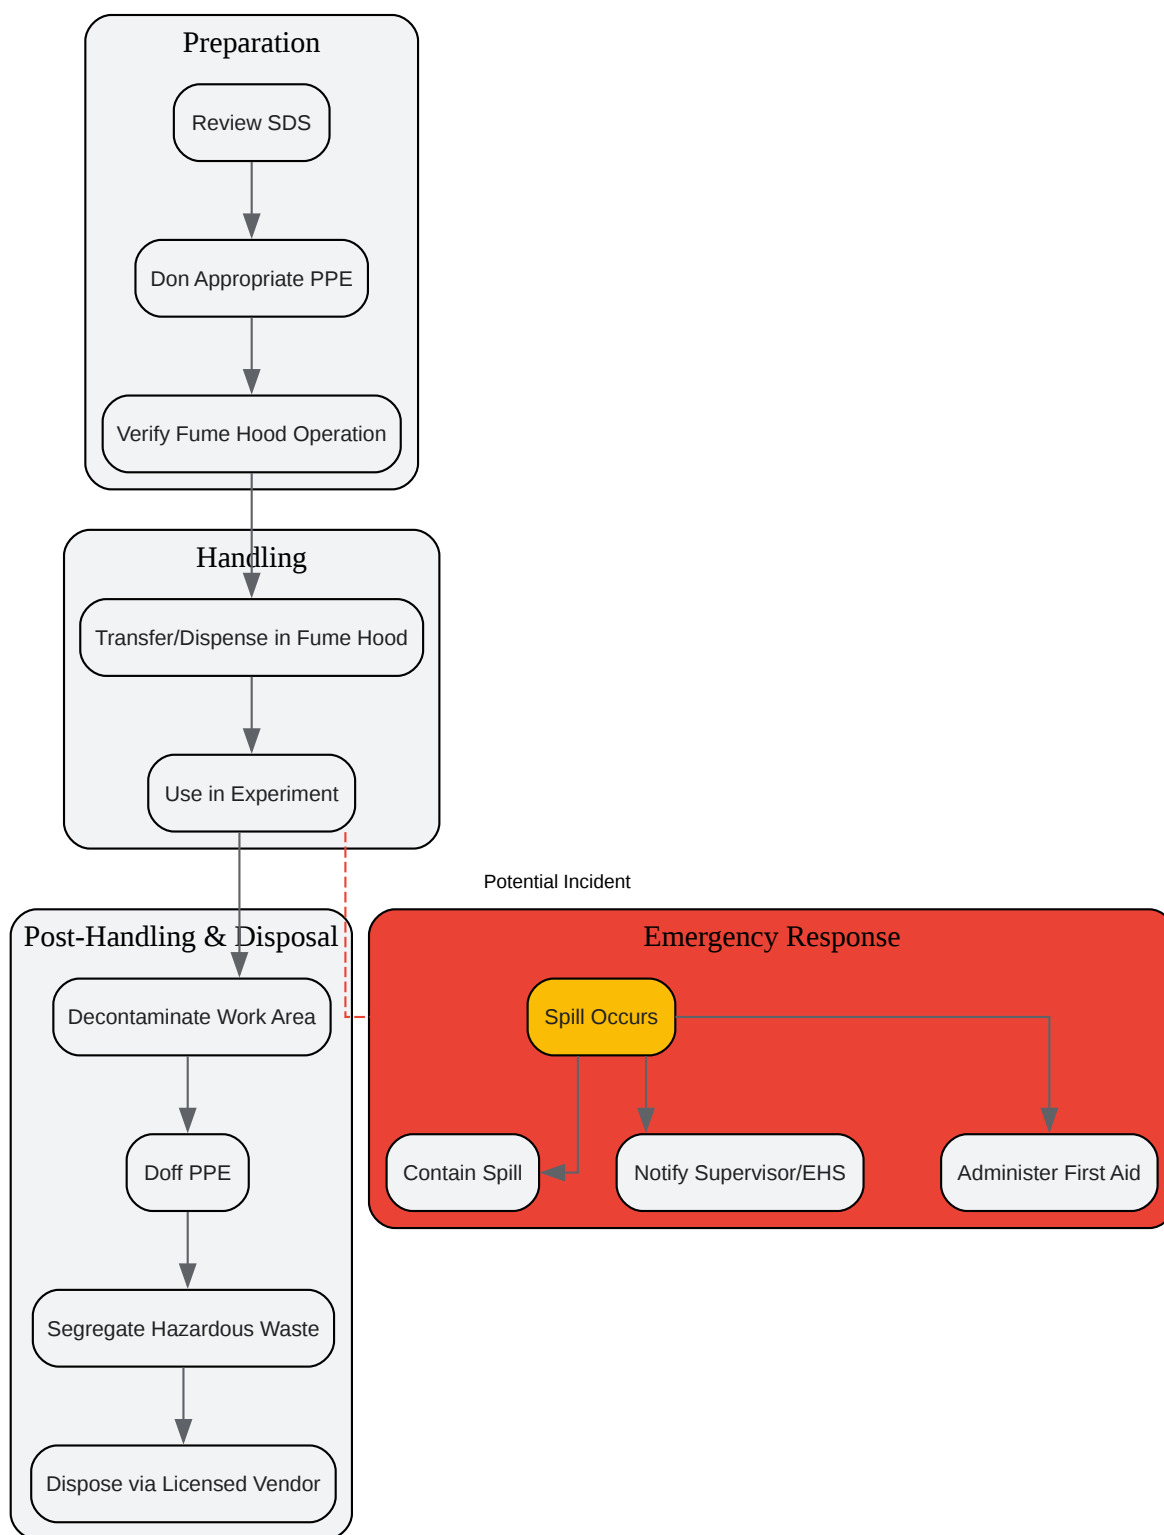 Preparation
Review SDS
Don Appropriate PPE
Verify Fume Hood Operation
Handling
Transfer/Dispense in Fume Hood
Use in Experiment
Potential Incident
Post-Handling & Disposal
Decontaminate Work Area
Doff PPE
Segregate Hazardous Waste
Dispose via Licensed Vendor
Emergency Response
Spill Occurs
Contain Spill
Notify Supervisor/EHS
Administer First Aid